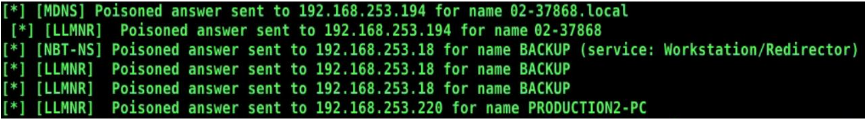 [*] [MDNS] Poisoned answer sent to 192.168.253.194 for name 02-37868.local
[*] [LLMNR] Poisoned answer sent to 192.168.253.194 for name 02-37868
[*] [NBT-NS] Poisoned answer sent to 192.168.253.18 for name BACKUP (service: Workstation/Redirector)
[*] [LLMNR] Poisoned answer sent to 192.168.253.18 for name BACKUP
[*] [LLMNR] Poisoned answer sent to 192.168.253.18 for name BACKUP
[*] [LLMNR] Poisoned answer sent to 192.168.253.220 for name PRODUCTION2-PC